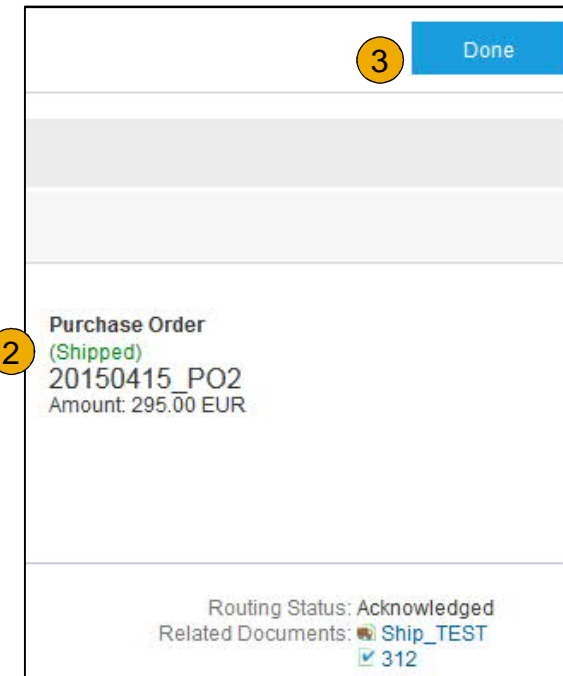 3
Done
Purchase Order
2
(Shipped)
20150415_PO2
Amount: 295.00 EUR
Routing Status: Acknowledged
Related Documents: Ship_TEST
312